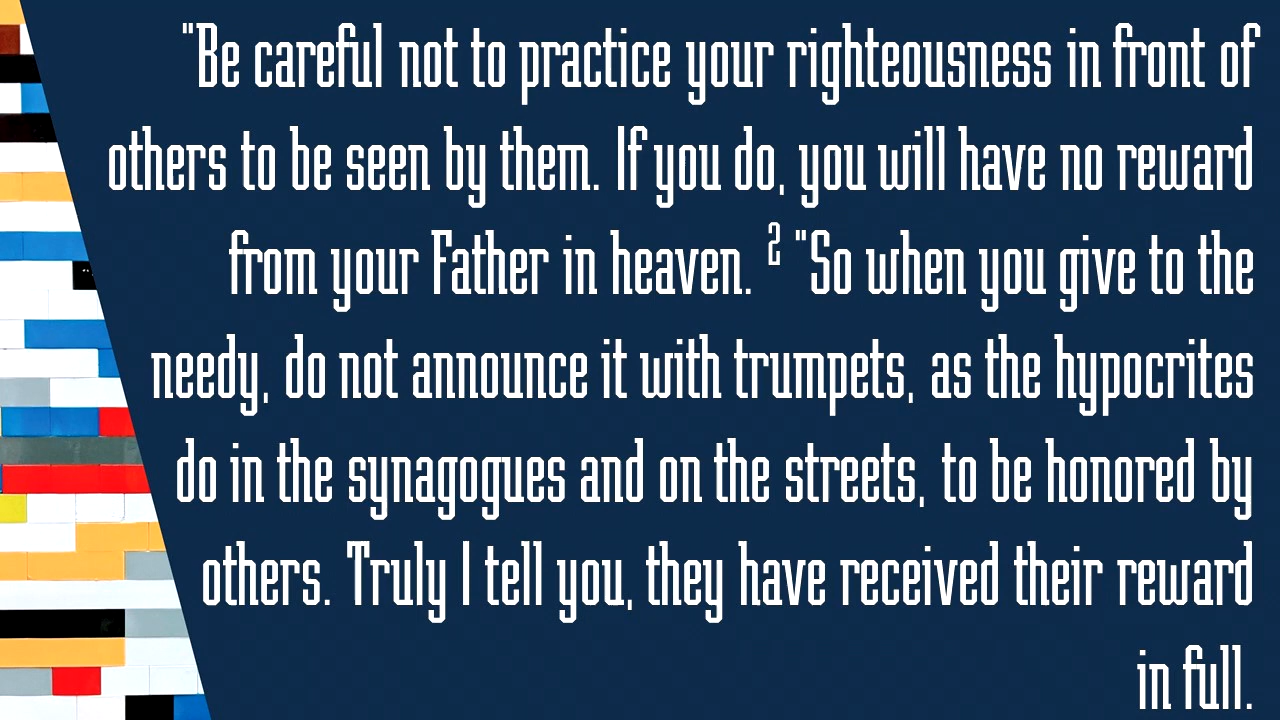 "Be careful not to practice your righteousness in front of
others to be seen by them. If you do, you will have no reward
from your Father in heaven. ² "So when you give to the
needy, do not announce it with trumpets, as the hypocrites
do in the synagogues and on the streets, to be honored by
others. Truly I tell you, they have received their reward
in full.